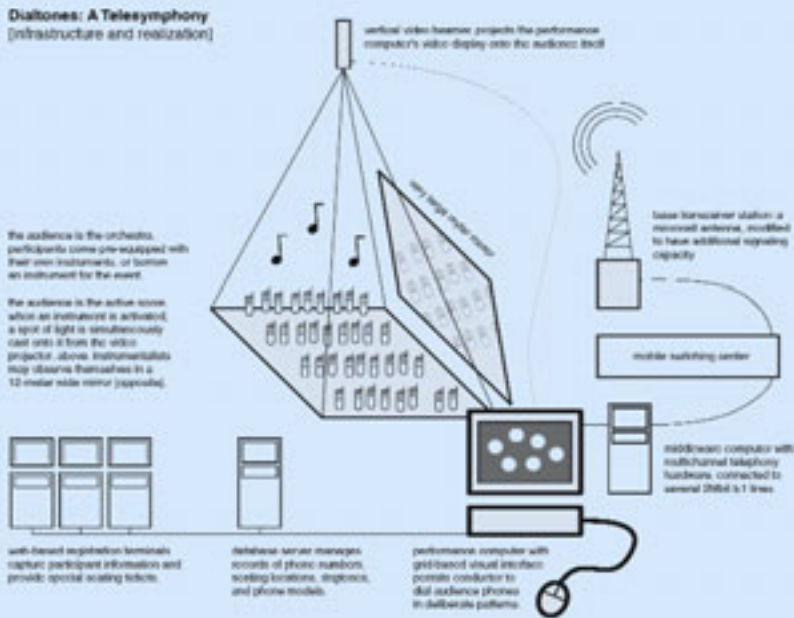 Dialtones: A Telesymphony
[infrastructure and realization]
vertical video beamer, projects the performance
computer's video display onto the audience itself
very large mylar mirror
base transceiver station: a
microcell antenna, modified
to have additional signaling
capacity
the audience is the orchestra.
participants come pre-equipped with
their own instruments, or borrow
an instrument for the event.
the audience is the active score.
when an instrument is activated,
a spot of light is simultaneously
cast onto it from the video
projector, above. instrumentalists
may observe themselves in a
12-meter wide mirror (opposite).
mobile switching center
middleware computer with
multichannel telephony
hardware, connected to
several lines
web-based registration terminals
capture participant information and
provide special seating tickets.
database server manages
records of phone numbers,
seating locations, ringtones,
and phone models.
performance computer with
grid-based visual interface
permits conductor to
dial audience phones
in deliberate patterns.